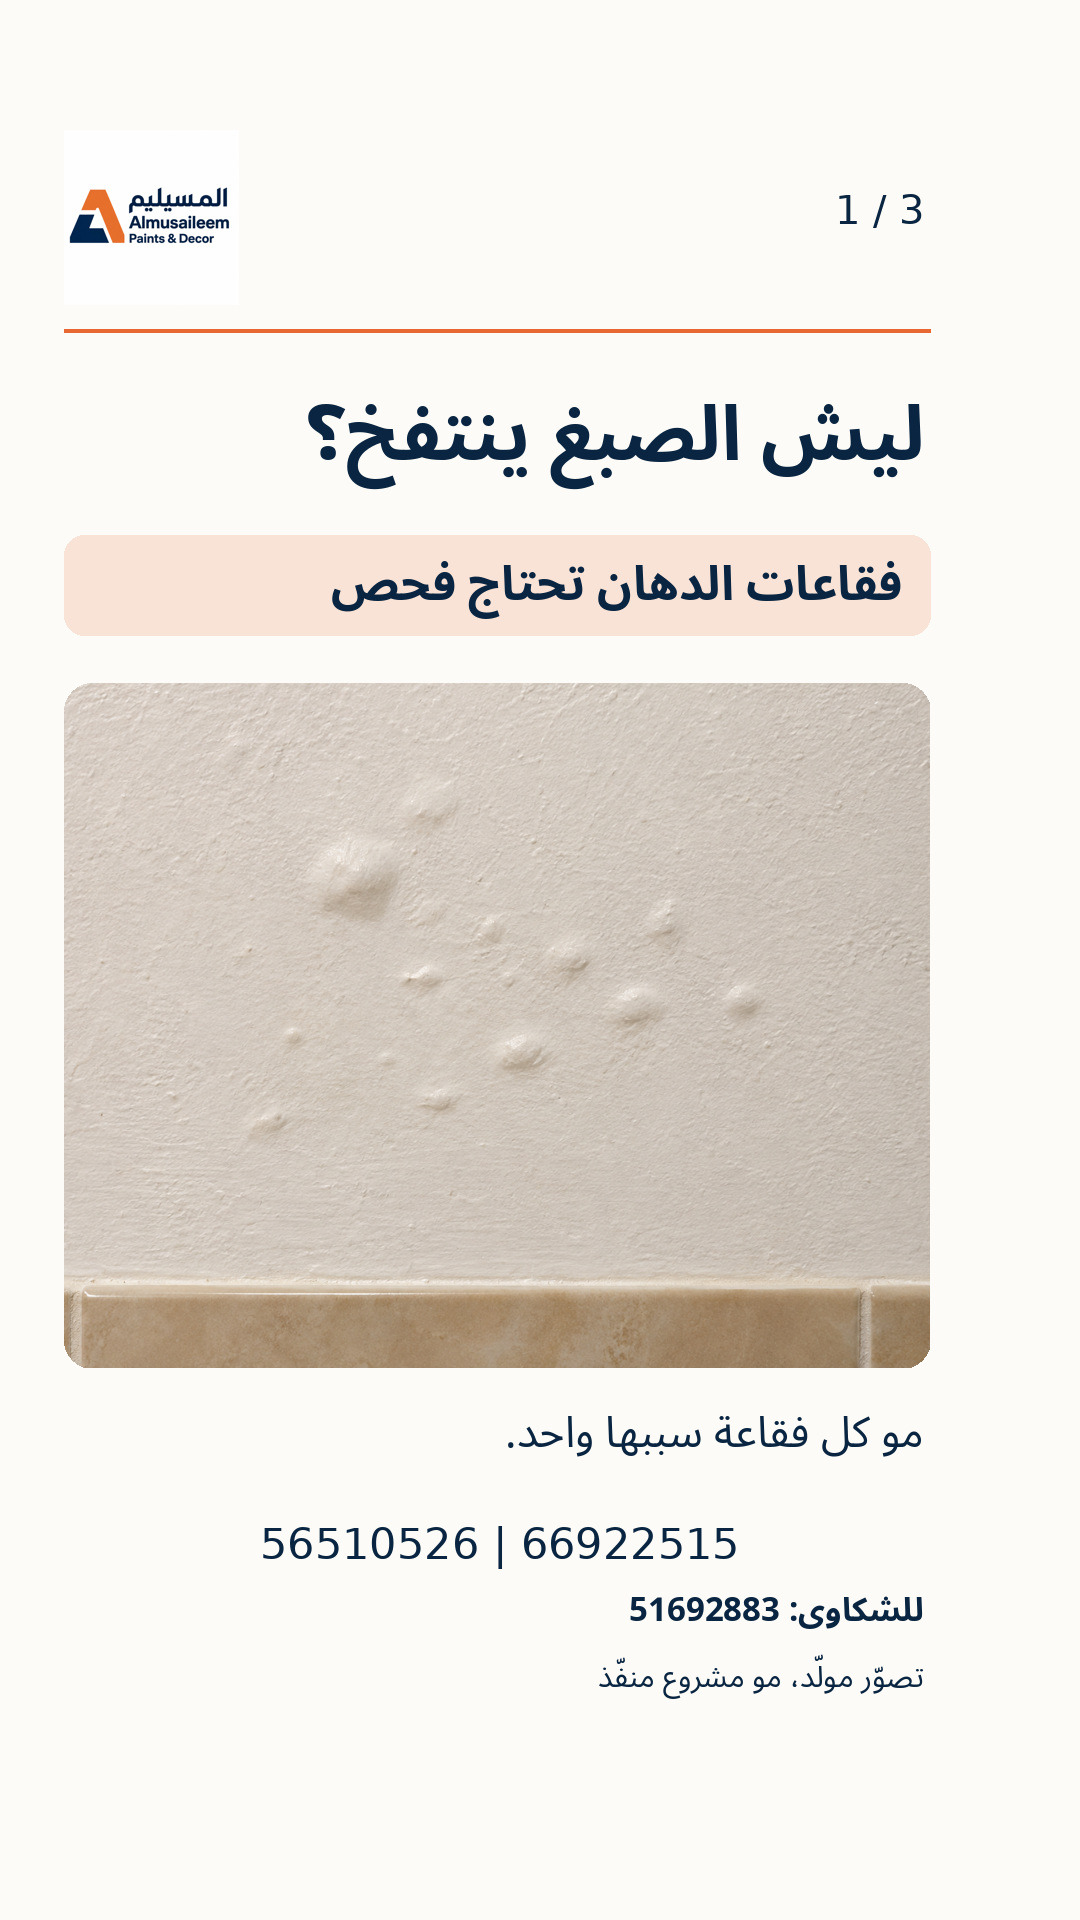 المسيليم
Almusaileem
Paints & Decor
1 / 3
ليش الصبغ ينتفخ؟
فقاعات الدهان تحتاج فحص
مو كل فقاعة سببها واحد.
56510526 | 66922515
للشكاوى: 51692883
تصوّر مولّد، مو مشروع منفّذ